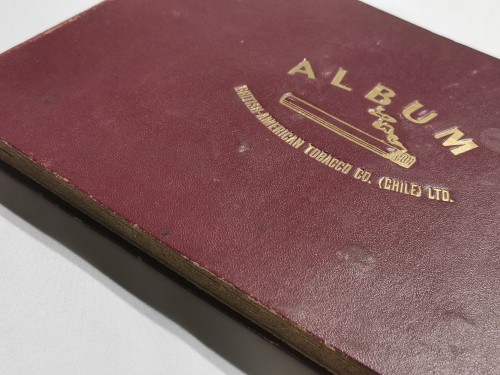 ALBUM
BRITISH-AMERICAN TOBACCO CO. (CHILE) LTD.